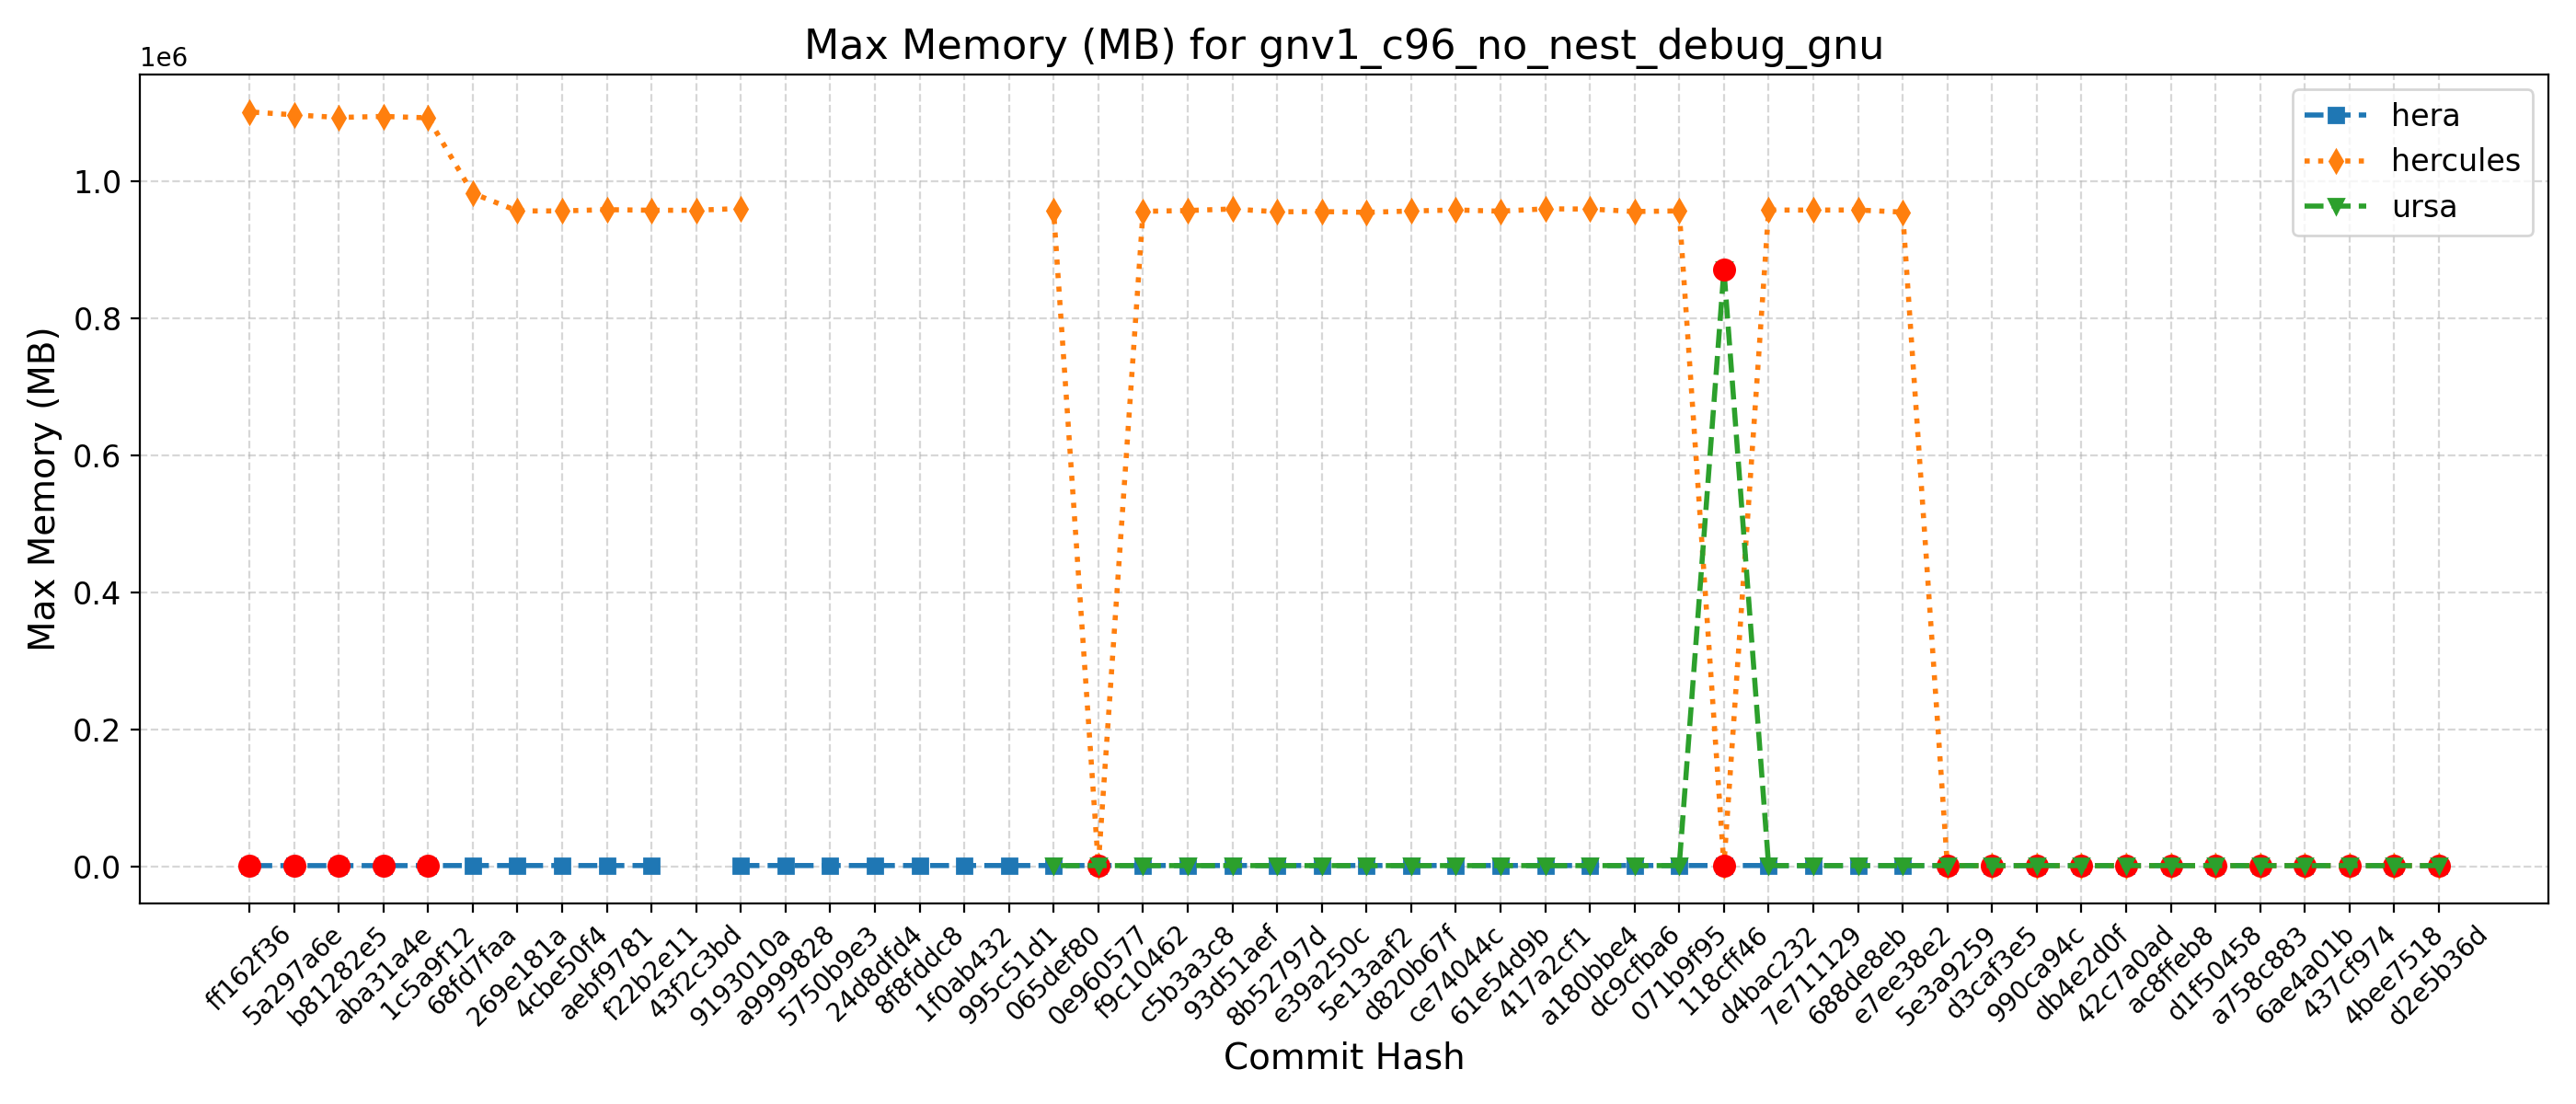 Max Memory (MB) for gnv1_c96_no_nest_debug_gnu
1e6
hera
hercules
ursa
1.0
0.8
0.6
0.4
0.2
0.0
Max Memory (MB)
ff162f36
5a297a6e
b81282e5
aba31a4e
1c5a9f12
68fd7faa
269e181a
4cbe50f4
aebf9781
f22b2e11
43f2c3bd
9193010a
a9999828
5750b9e3
24d8dfd4
8f8fddc8
1f0ab432
995c51d1
065def80
0e960577
f9c10462
c5b3a3c8
93d51aef
8b52797d
e39a250c
5e13aaf2
d820b67f
ce74044c
61e54d9b
417a2cf1
a180bbe4
dc9cfba6
071b9f95
118cff46
d4bac232
7e711129
688de8eb
e7ee38e2
5e3a9259
d3caf3e5
990ca94c
db4e2d0f
42c7a0ad
ac8ffeb8
d1f50458
a758c883
6ae4a01b
437cf974
4bee7518
d2e5b36d
Commit Hash